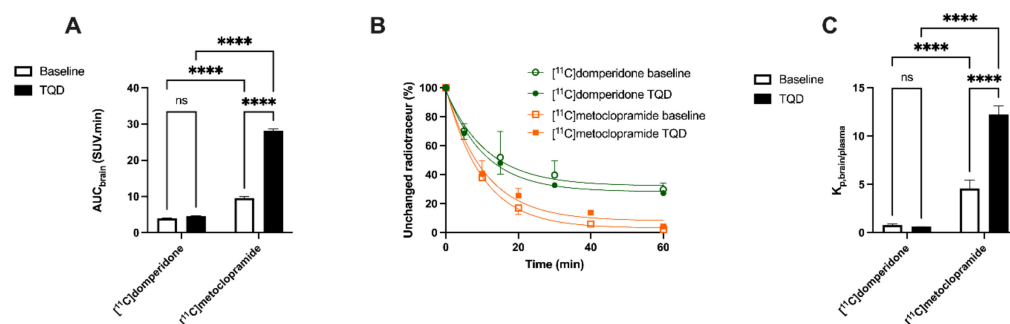 A
Baseline
TQD
****
****
ns
****
AUCbrain (SUV.min)
40
30
20
10
0
[11C]domperidone
[11C]metoclopramide
B
[11C]domperidone baseline
[11C]domperidone TQD
[11C]metoclopramide baseline
[11C]metoclopramide TQD
Unchanged radiotraceur (%)
100
80
60
40
20
0
0
20
40
60
Time (min)
C
Baseline
TQD
****
****
ns
****
Kp,brain/plasma
15
10
5
0
[11C]domperidone
[11C]metoclopramide